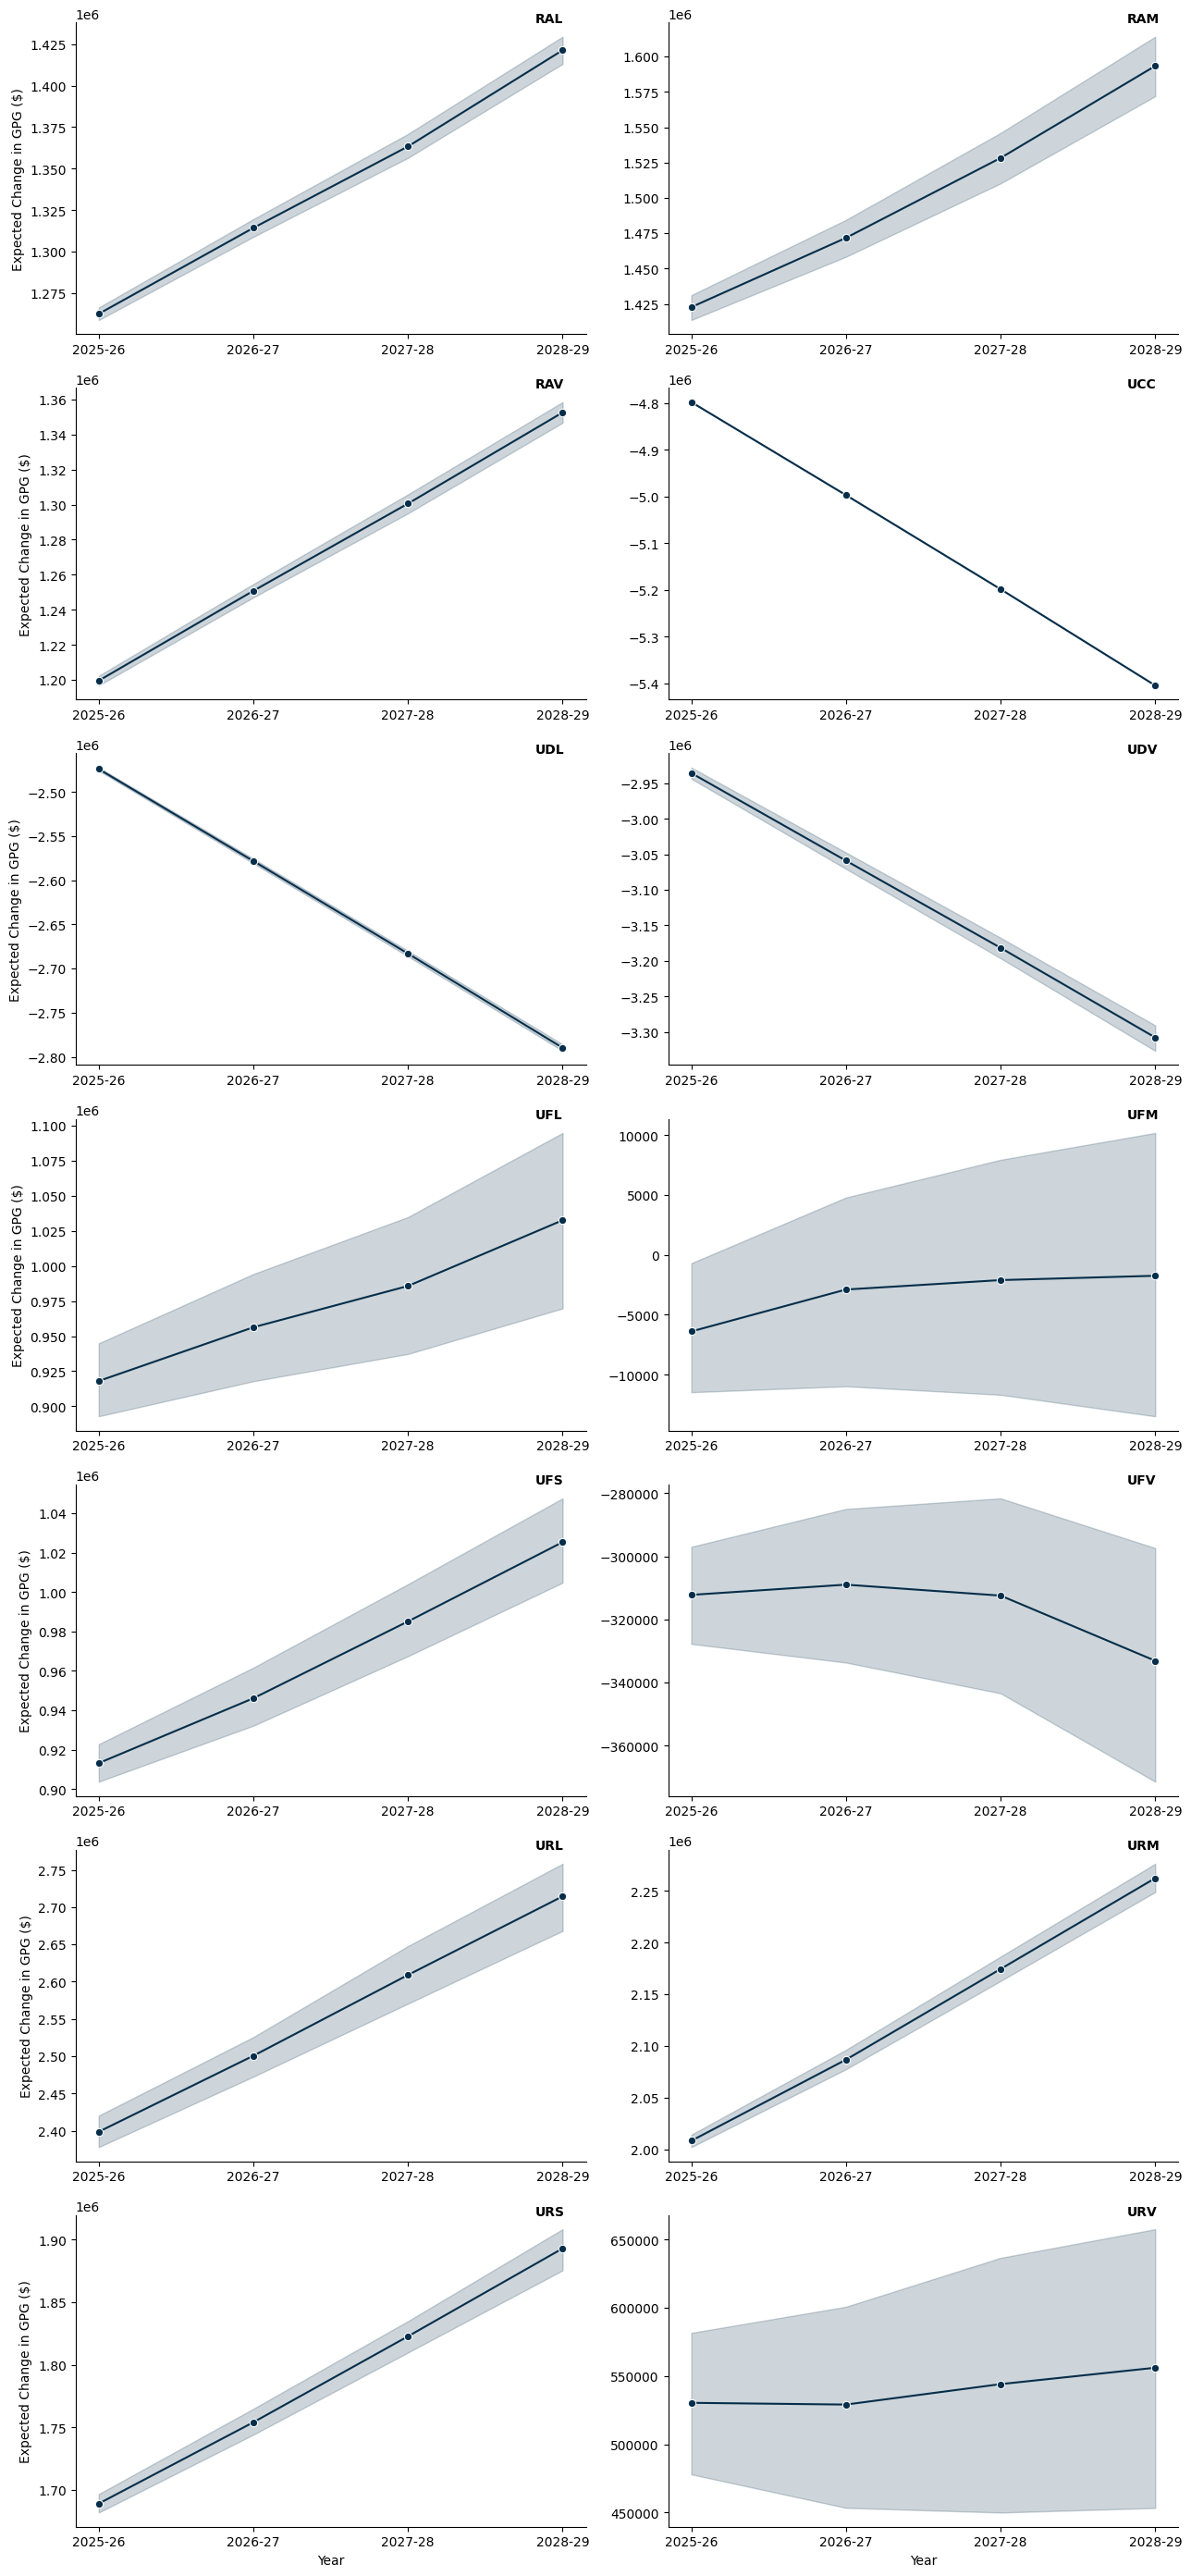 1e6
RAL
1.425
1.400
1.375
1.350
1.325
1.300
1.275
Expected Change in GPG ($)
2025-26 2026-27 2027-28 2028-29
1e6
RAM
1.600
1.575
1.550
1.525
1.500
1.475
1.450
1.425
2025-26 2026-27 2027-28 2028-29
1e6
RAV
1.36
1.34
1.32
1.30
1.28
1.26
1.24
1.22
1.20
Expected Change in GPG ($)
2025-26 2026-27 2027-28 2028-29
1e6
UCC
−4.8
−4.9
−5.0
−5.1
−5.2
−5.3
−5.4
2025-26 2026-27 2027-28 2028-29
1e6
UDL
−2.50
−2.55
−2.60
−2.65
−2.70
−2.75
−2.80
Expected Change in GPG ($)
2025-26 2026-27 2027-28 2028-29
1e6
UDV
−2.95
−3.00
−3.05
−3.10
−3.15
−3.20
−3.25
−3.30
2025-26 2026-27 2027-28 2028-29
1e6
UFL
1.100
1.075
1.050
1.025
1.000
0.975
0.950
0.925
0.900
Expected Change in GPG ($)
2025-26 2026-27 2027-28 2028-29
UFM
10000
5000
0
−5000
−10000
2025-26 2026-27 2027-28 2028-29
1e6
UFS
1.04
1.02
1.00
0.98
0.96
0.94
0.92
0.90
Expected Change in GPG ($)
2025-26 2026-27 2027-28 2028-29
UFV
−280000
−300000
−320000
−340000
−360000
2025-26 2026-27 2027-28 2028-29
1e6
URL
2.75
2.70
2.65
2.60
2.55
2.50
2.45
2.40
Expected Change in GPG ($)
2025-26 2026-27 2027-28 2028-29
1e6
URM
2.25
2.20
2.15
2.10
2.05
2.00
2025-26 2026-27 2027-28 2028-29
1e6
URS
1.90
1.85
1.80
1.75
1.70
Expected Change in GPG ($)
2025-26 2026-27 2027-28 2028-29
Year
URV
650000
600000
550000
500000
450000
2025-26 2026-27 2027-28 2028-29
Year